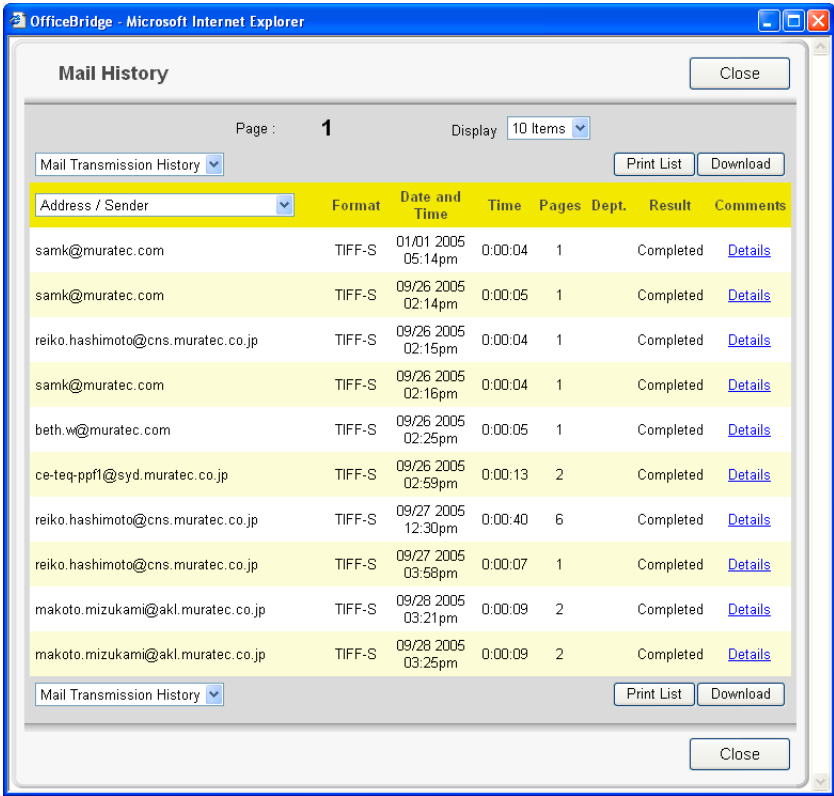 OfficeBridge - Microsoft Internet Explorer
Mail History Close
Page : 1 Display 10 Items
Mail Transmission History Print List Download
Address / Sender Format Date and Time Time Pages Dept. Result Comments
samk@muratec.com TIFF-S 01/01 2005 05:14pm 0:00:04 1 Completed Details
samk@muratec.com TIFF-S 09/26 2005 02:14pm 0:00:05 1 Completed Details
reiko.hashimoto@cns.muratec.co.jp TIFF-S 09/26 2005 02:15pm 0:00:04 1 Completed Details
samk@muratec.com TIFF-S 09/26 2005 02:16pm 0:00:04 1 Completed Details
beth.w@muratec.com TIFF-S 09/26 2005 02:25pm 0:00:05 1 Completed Details
ce-teq-ppf1@syd.muratec.co.jp TIFF-S 09/26 2005 02:59pm 0:00:13 2 Completed Details
reiko.hashimoto@cns.muratec.co.jp TIFF-S 09/27 2005 12:30pm 0:00:40 6 Completed Details
reiko.hashimoto@cns.muratec.co.jp TIFF-S 09/27 2005 03:58pm 0:00:07 1 Completed Details
makoto.mizukami@akl.muratec.co.jp TIFF-S 09/28 2005 03:21pm 0:00:09 2 Completed Details
makoto.mizukami@akl.muratec.co.jp TIFF-S 09/28 2005 03:25pm 0:00:09 2 Completed Details
Mail Transmission History Print List Download
Close